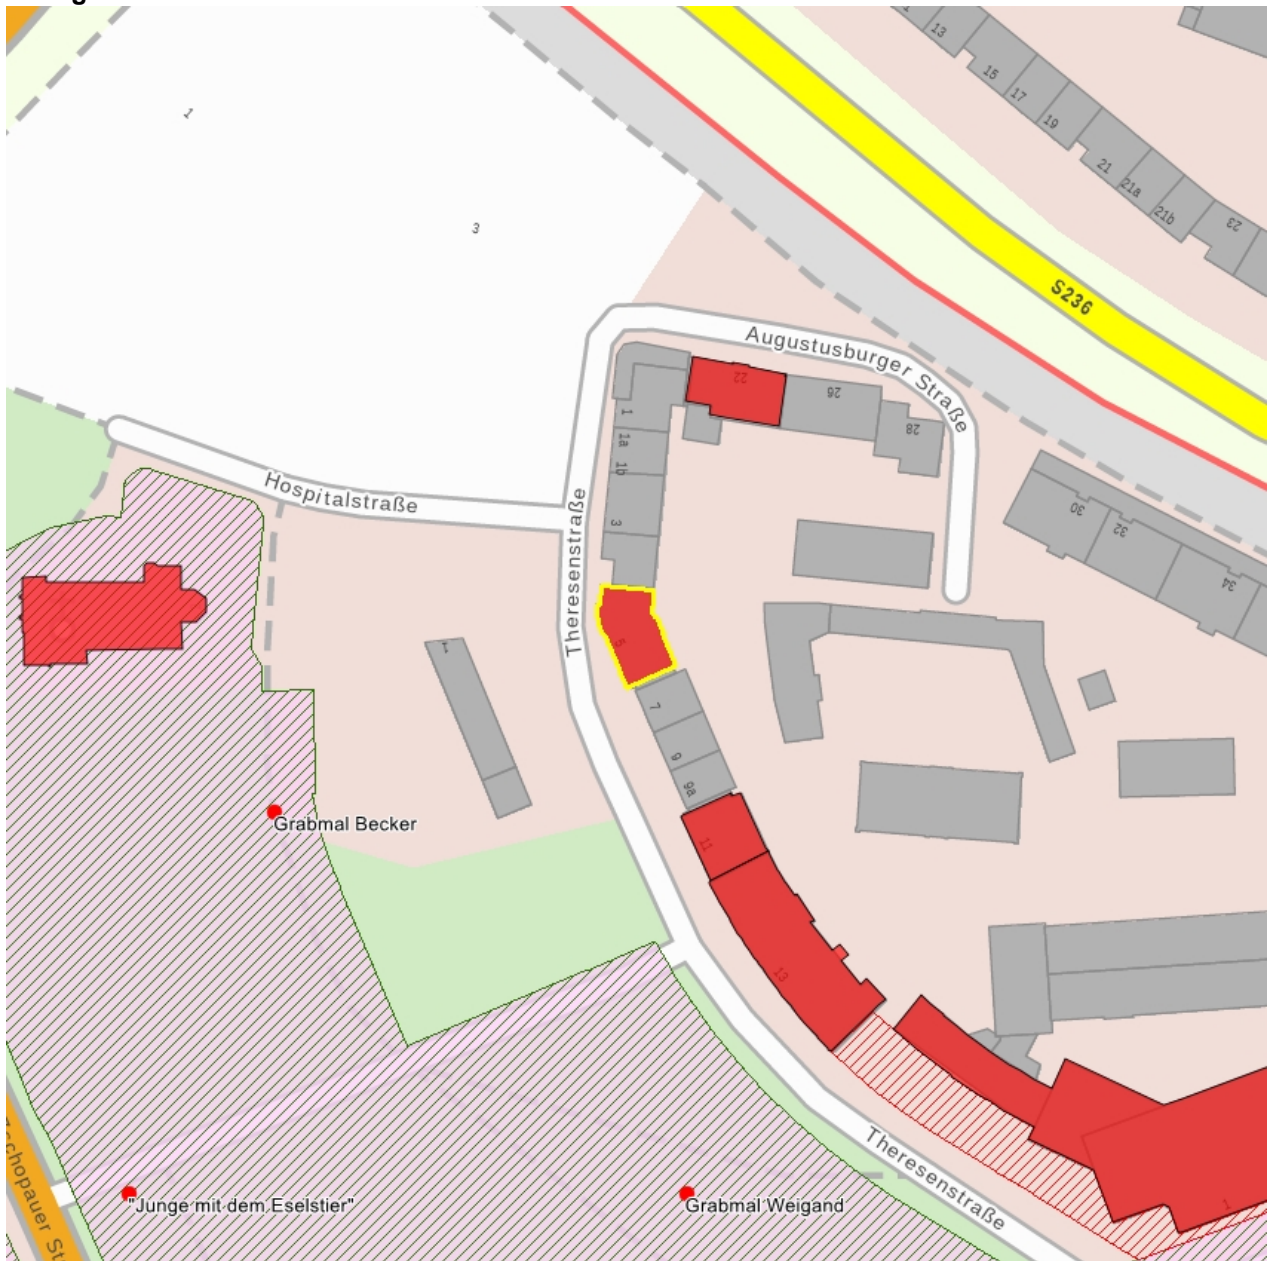 13
15
17
19
21
21a
21b
23
1
3
S236
Augustusburger Straße
22
26
28
1
1a
1b
3
Hospitalstraße
Theresenstraße
30
32
34
5
1
7
9
9a
11
Grabmal Becker
13
Theresenstraße
"Junge mit dem Eselstier"
Grabmal Weigand
1
Zschopauer St